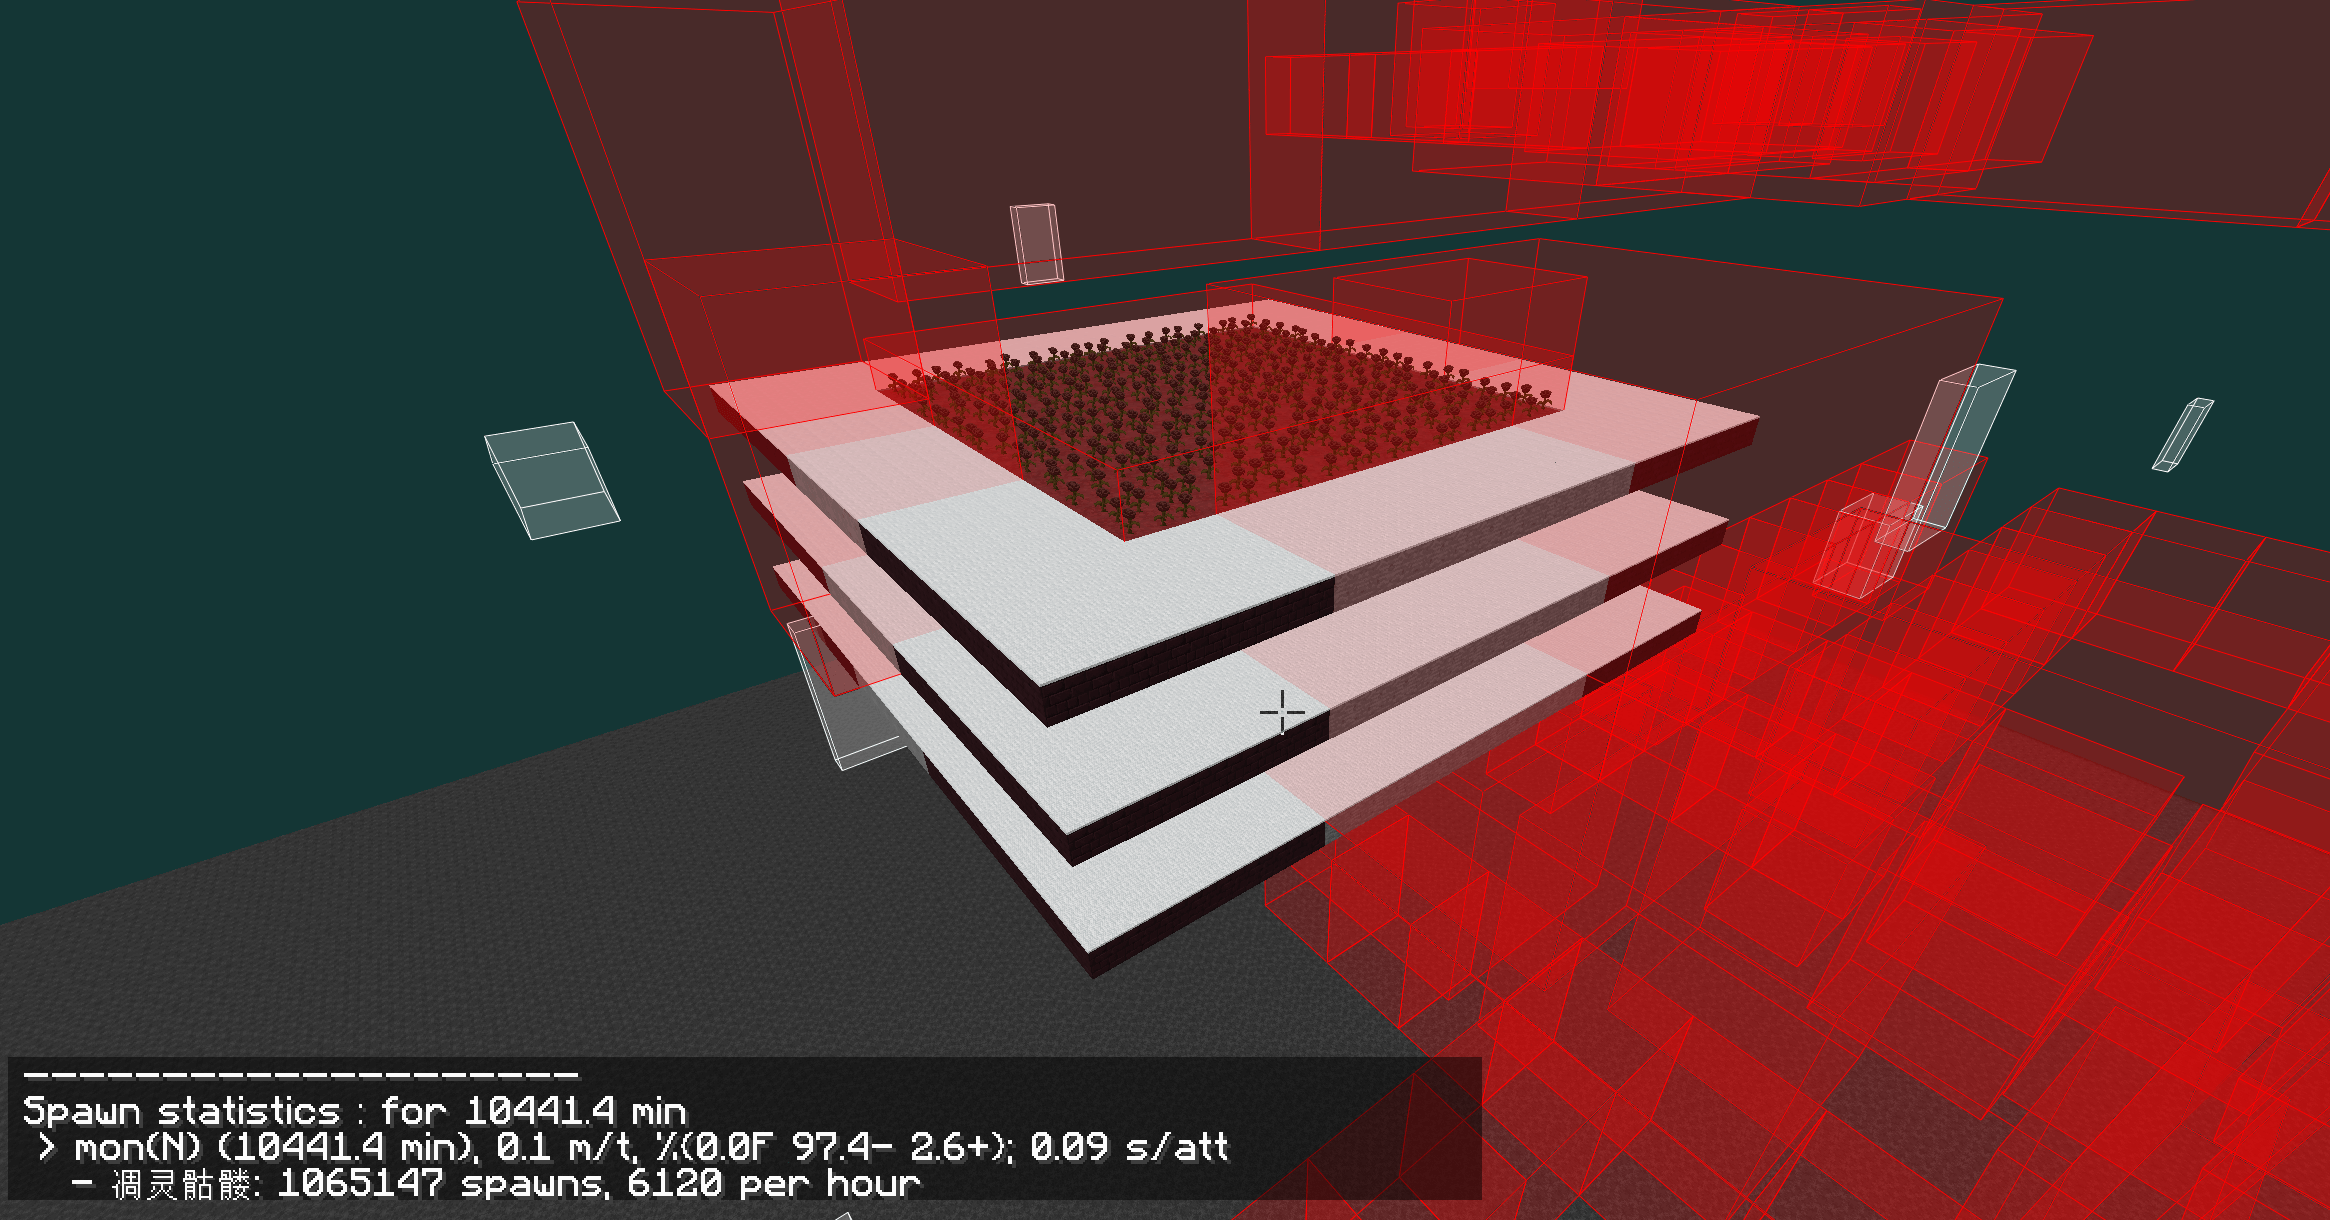 --------------------
Spawn statistics : for 10441.4 min
> mon(N) (10441.4 min), 0.1 m/t, %(0.0F 97.4- 2.6+); 0.09 s/att
- 凋灵骷髅: 1065147 spawns, 6120 per hour